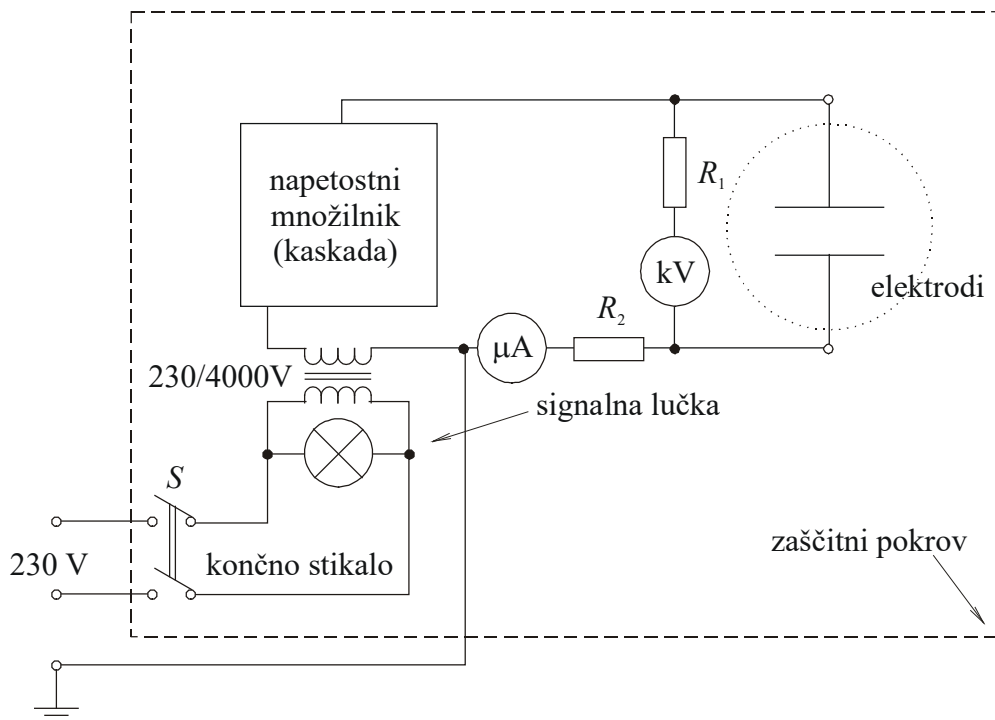 napetostni
množilnik
(kaskada)
R₁
kV
elektrodi
R₂
μA
230/4000V
signalna lučka
S
230 V
končno stikalo
zaščitni pokrov